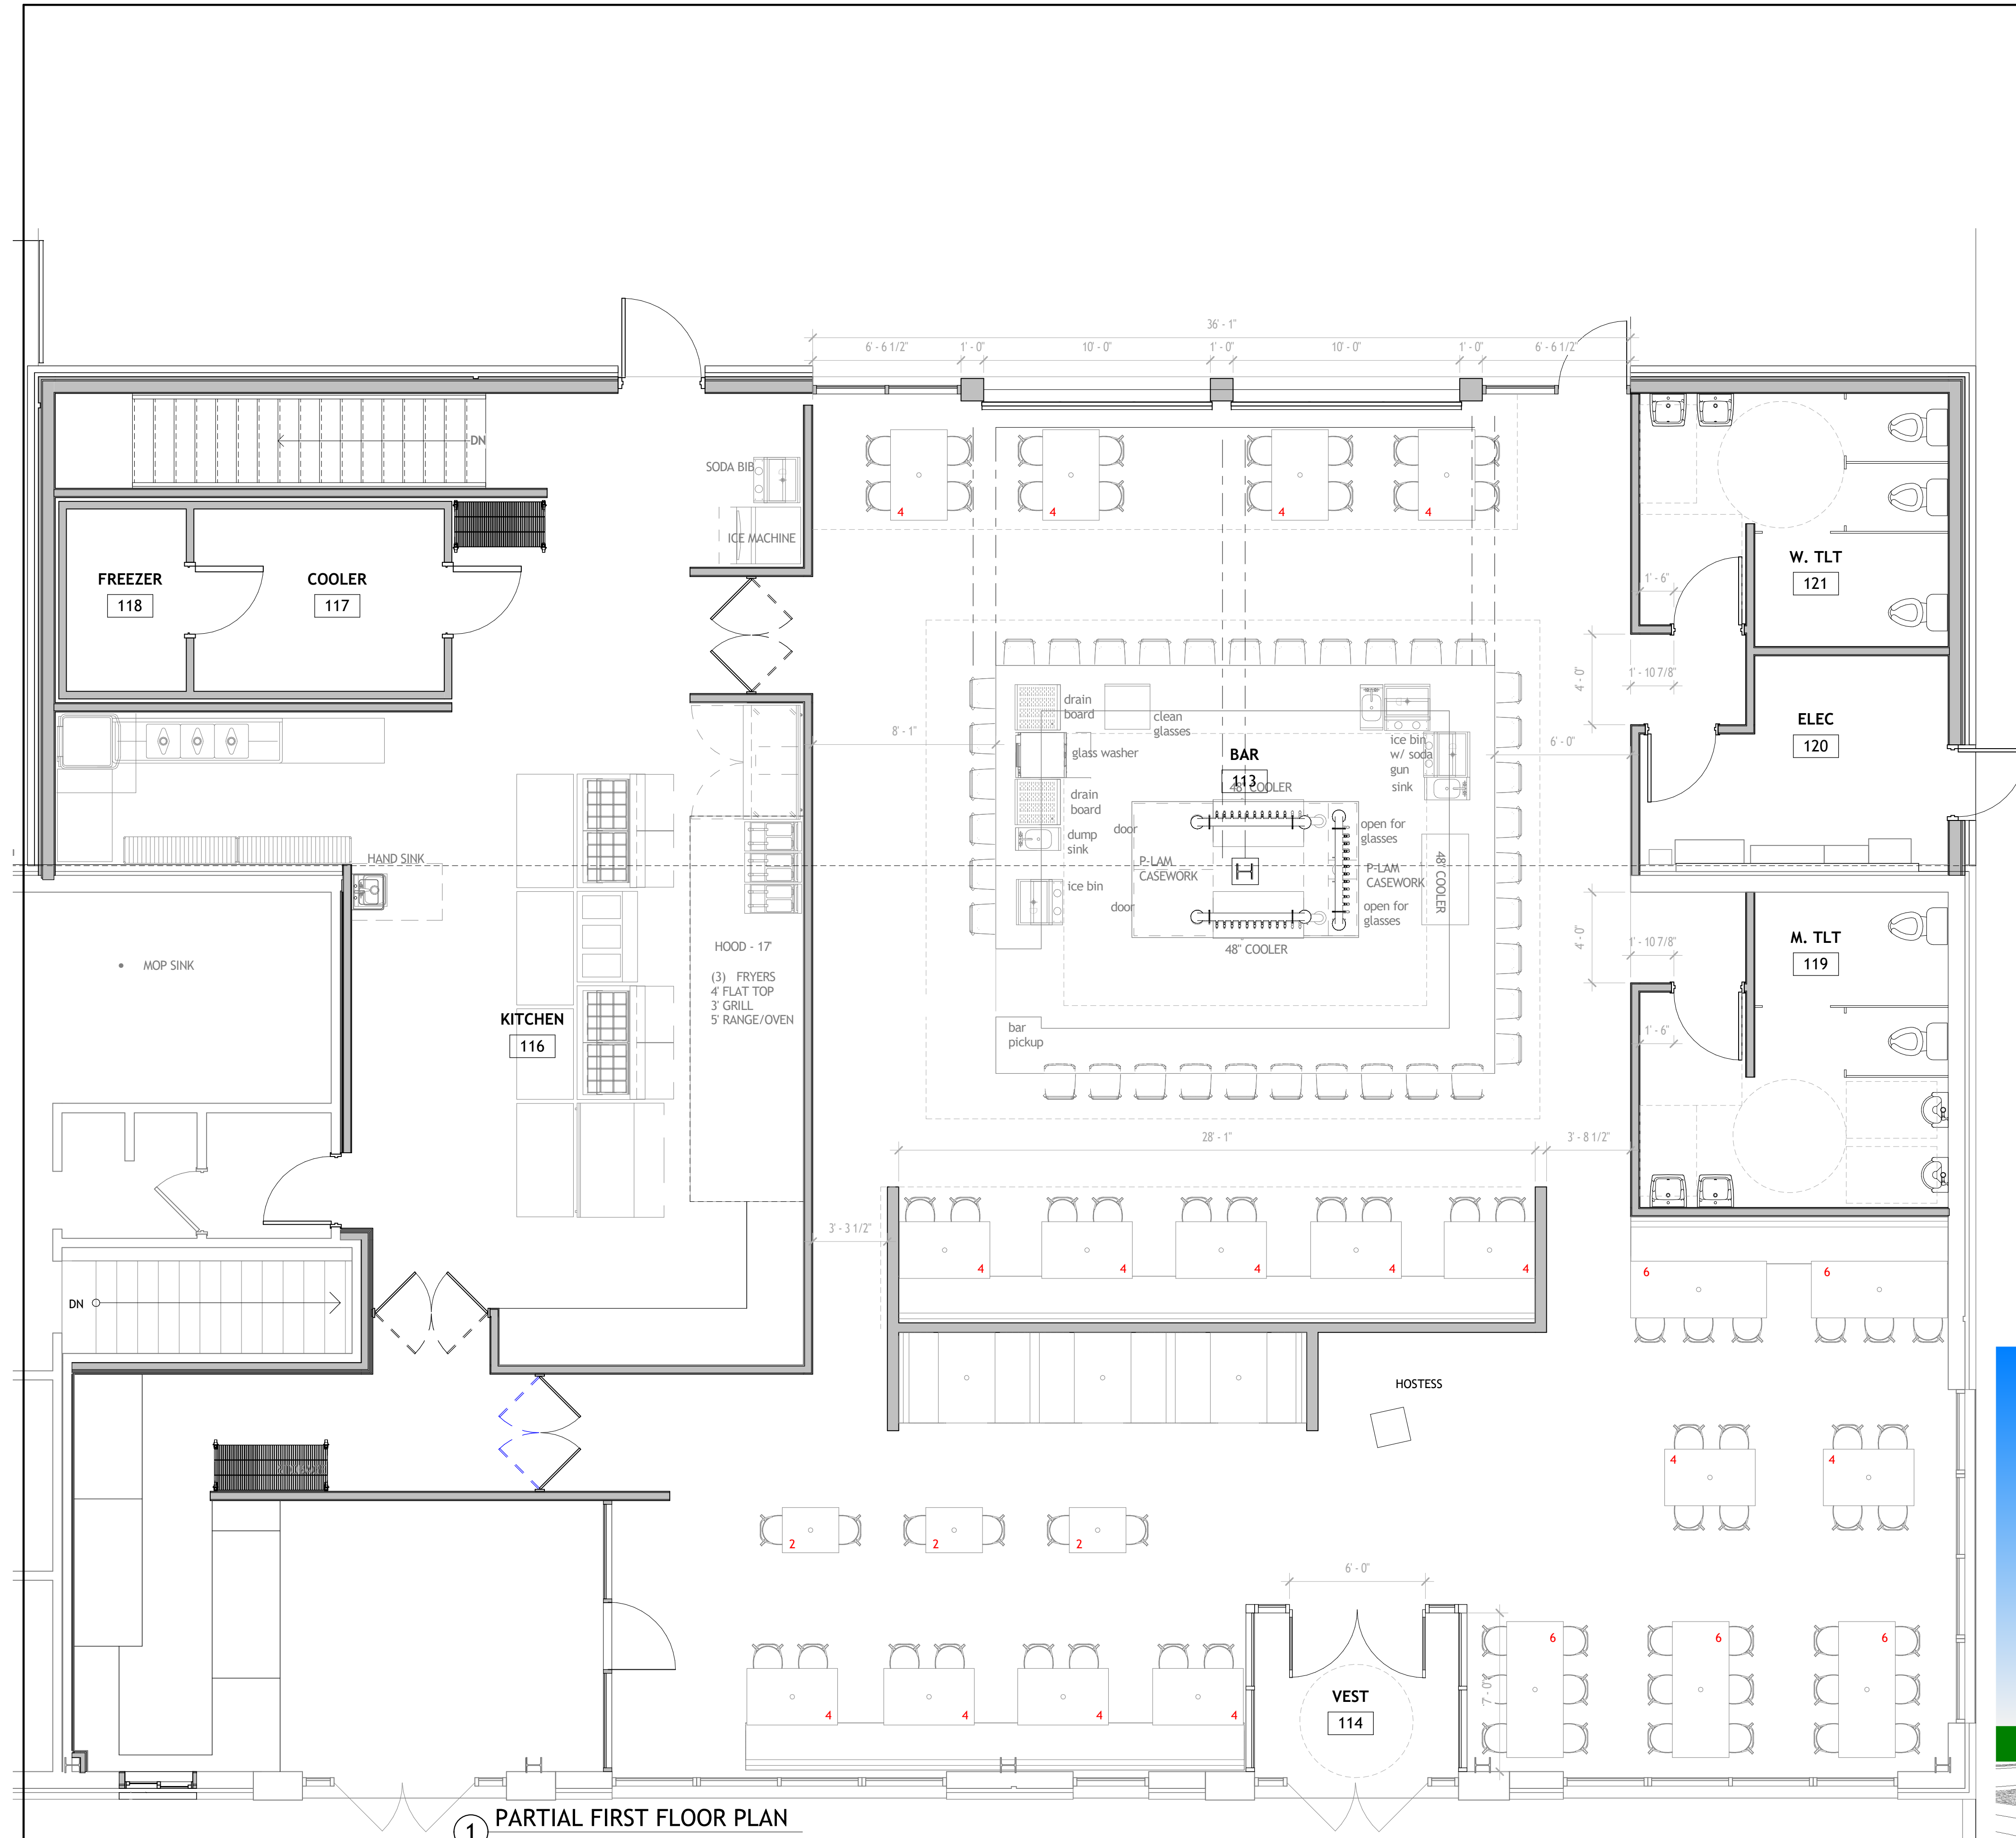 36' - 1"
6' - 6 1/2"
1' - 0"
10' - 0"
1' - 0"
10' - 0"
1' - 0"
6' - 6 1/2"
DN
SODA BIB
ICE MACHINE
4
4
4
4
FREEZER
118
COOLER
117
W. TLT
121
1' - 6"
4' - 0"
1' - 10 7/8"
ELEC
120
8' - 1"
6' - 0"
drain
board
clean
glasses
glass washer
BAR
113
48" COOLER
ice bin
w/ soda
gun
sink
drain
board
dump
sink
door
open for
glasses
P-LAM
CASEWORK
P-LAM
CASEWORK
48" COOLER
ice bin
door
open for
glasses
48" COOLER
HAND SINK
MOP SINK
HOOD - 17'
(3) FRYERS
4' FLAT TOP
3' GRILL
5' RANGE/OVEN
KITCHEN
116
bar
pickup
4' - 0"
1' - 10 7/8"
M. TLT
119
1' - 6"
28' - 1"
3' - 8 1/2"
3' - 3 1/2"
4
4
4
4
4
6
6
DN
HOSTESS
4
4
2
2
2
6' - 0"
7' - 0"
6
6
6
VEST
114
4
4
4
4
1
PARTIAL FIRST FLOOR PLAN